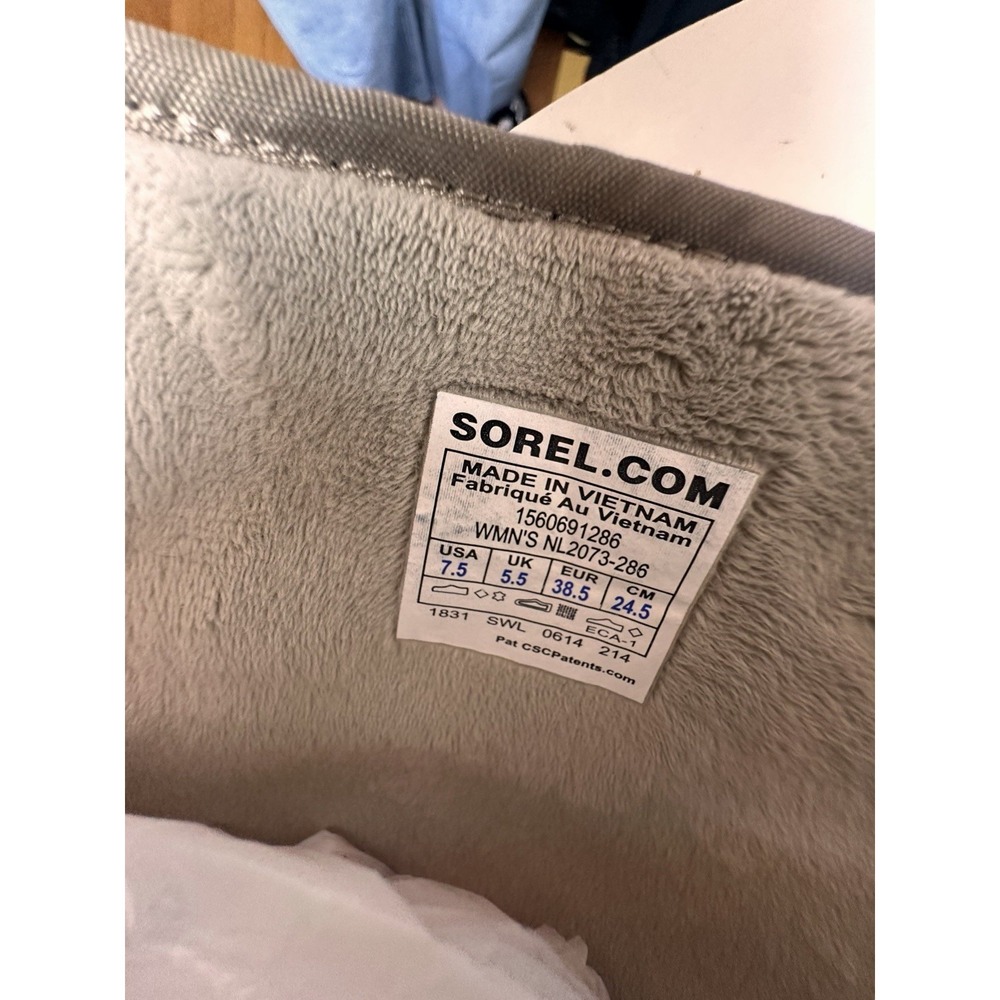 SOREL.COM
MADE IN VIETNAM
Fabriqué Au Vietnam
1560691286
WMN'S NL2073-286
USA UK EUR CM
7.5 5.5 38.5 24.5
ECA-1
1831 SWL 0614 214
Pat CSCPatents.com